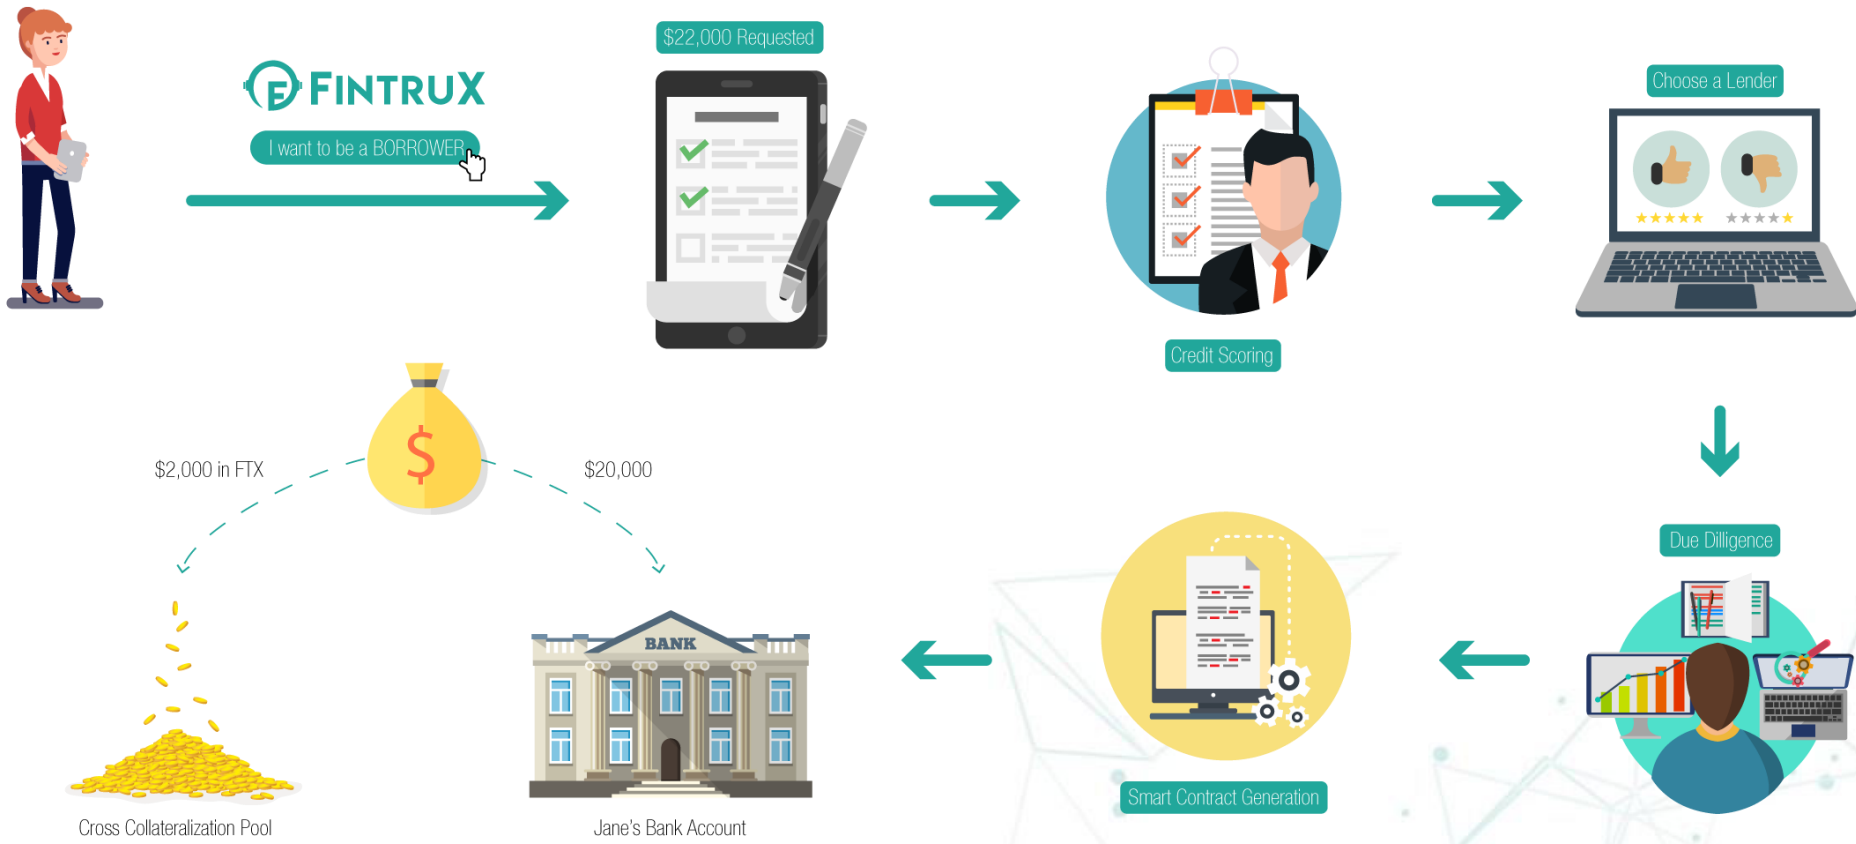 FINTRUX
I want to be a BORROWER
$22,000 Requested
Credit Scoring
Choose a Lender
Due Dilligence
Smart Contract Generation
$
$2,000 in FTX
$20,000
BANK
Cross Collateralization Pool
Jane's Bank Account